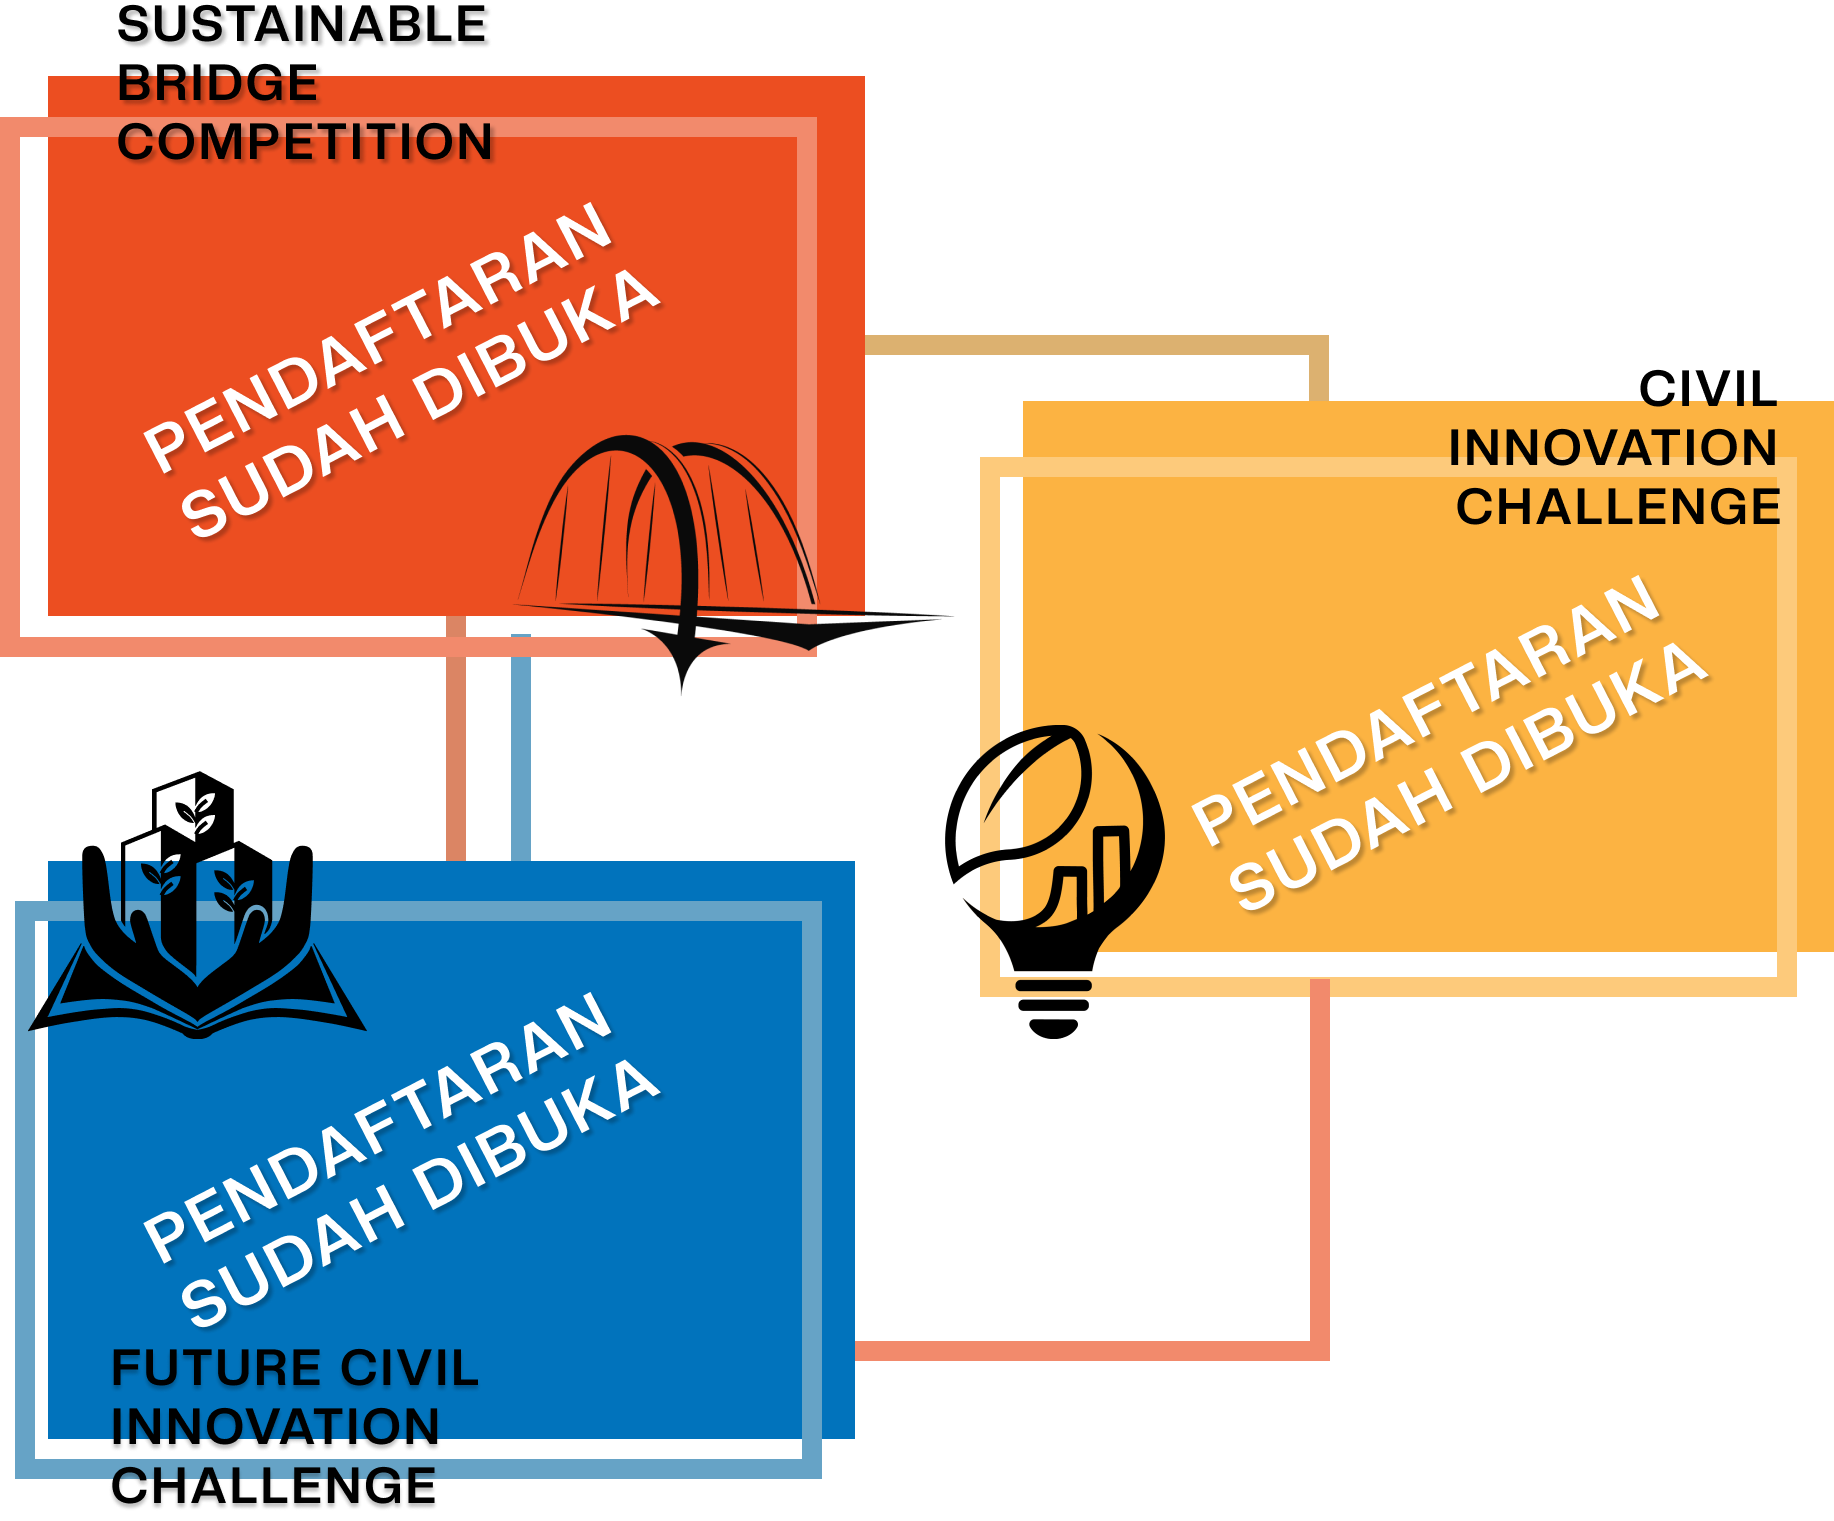 SUSTAINABLE
BRIDGE
COMPETITION
PENDAFTARAN
SUDAH DIBUKA
CIVIL
INNOVATION
CHALLENGE
PENDAFTARAN
SUDAH DIBUKA
PENDAFTARAN
SUDAH DIBUKA
FUTURE CIVIL
INNOVATION
CHALLENGE